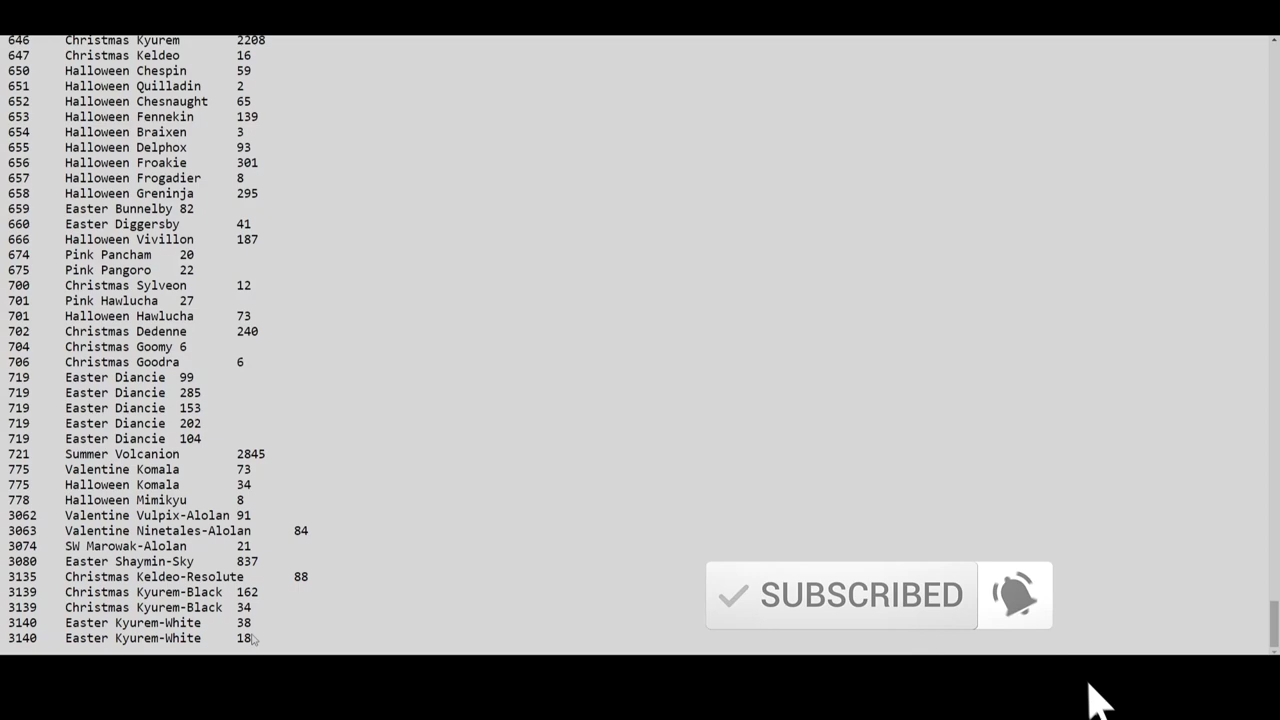 646 Christmas Kyurem 2208
647 Christmas Keldeo 16
650 Halloween Chespin 59
651 Halloween Quilladin 2
652 Halloween Chesnaught 65
653 Halloween Fennekin 139
654 Halloween Braixen 3
655 Halloween Delphox 93
656 Halloween Froakie 301
657 Halloween Frogadier 8
658 Halloween Greninja 295
659 Easter Bunnelby 82
660 Easter Diggersby 41
666 Halloween Vivillon 187
674 Pink Pancham 20
675 Pink Pangoro 22
700 Christmas Sylveon 12
701 Pink Hawlucha 27
701 Halloween Hawlucha 73
702 Christmas Dedenne 240
704 Christmas Goomy 6
706 Christmas Goodra 6
719 Easter Diancie 99
719 Easter Diancie 285
719 Easter Diancie 153
719 Easter Diancie 202
719 Easter Diancie 104
721 Summer Volcanion 2845
775 Valentine Komala 73
775 Halloween Komala 34
778 Halloween Mimikyu 8
3062 Valentine Vulpix-Alolan 91
3063 Valentine Ninetales-Alolan 84
3074 SW Marowak-Alolan 21
3080 Easter Shaymin-Sky 837
3135 Christmas Keldeo-Resolute 88
3139 Christmas Kyurem-Black 162
3139 Christmas Kyurem-Black 34
3140 Easter Kyurem-White 38
3140 Easter Kyurem-White 18
SUBSCRIBED